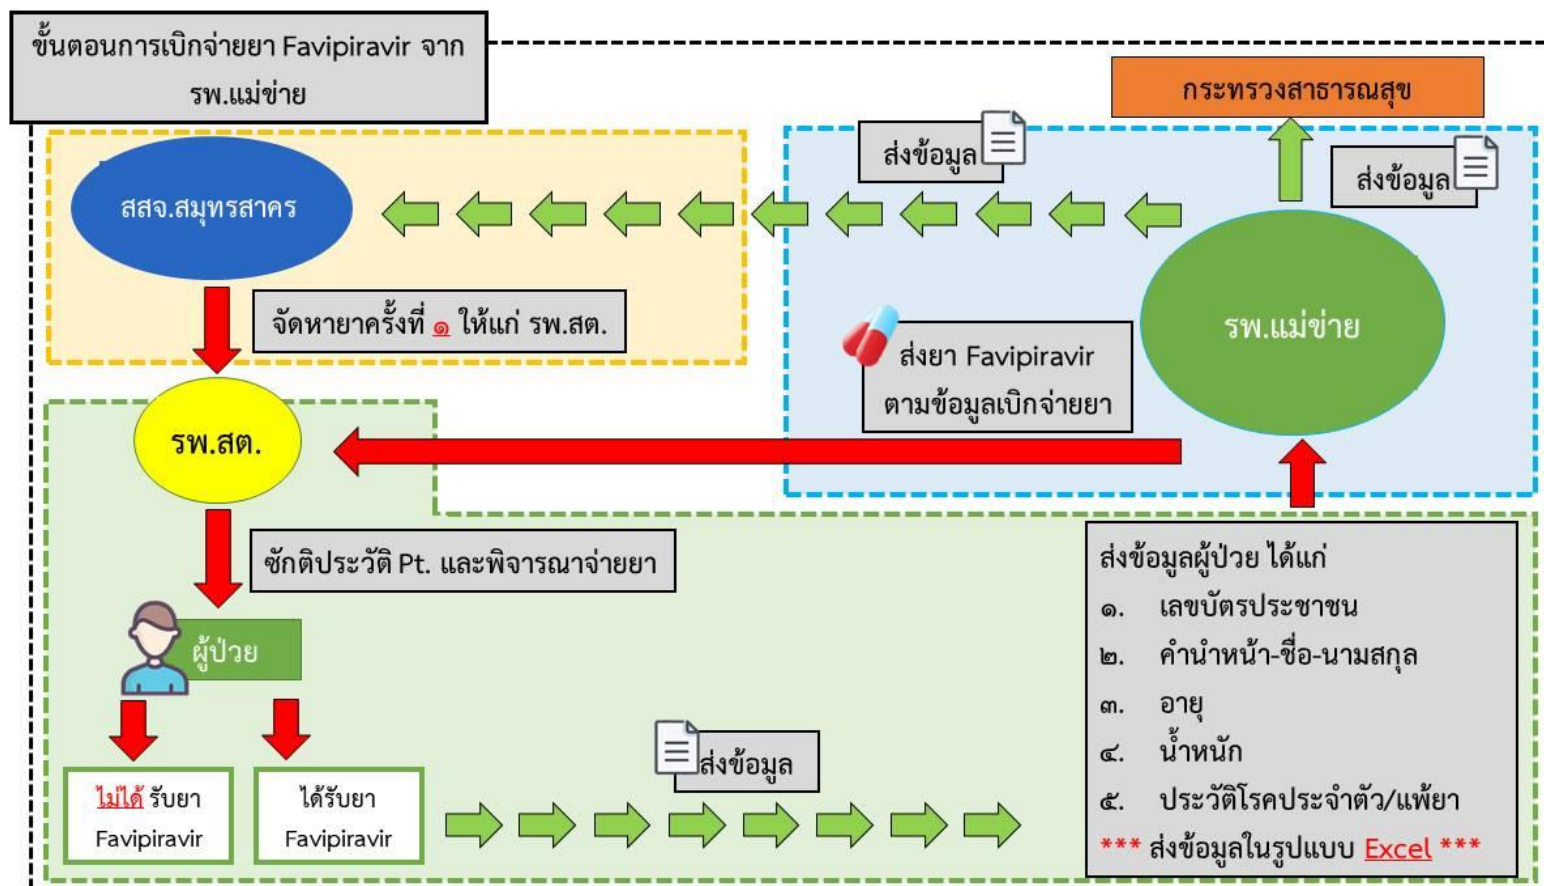 ขั้นตอนการเบิกจ่ายยา Favipiravir จาก
รพ.แม่ข่าย
กระทรวงสาธารณสุข
ส่งข้อมูล
ส่งข้อมูล
สสจ.สมุทรสาคร
จัดหายาครั้งที่ ๑ ให้แก่ รพ.สต.
รพ.แม่ข่าย
ส่งยา Favipiravir
ตามข้อมูลเบิกจ่ายยา
รพ.สต.
ซักติประวัติ Pt. และพิจารณาจ่ายยา
ผู้ป่วย
ไม่ได้ รับยา
Favipiravir
ได้รับยา
Favipiravir
ส่งข้อมูล
ส่งข้อมูลผู้ป่วย ได้แก่
๑. เลขบัตรประชาชน
๒. คำนำหน้า-ชื่อ-นามสกุล
๓. อายุ
๔. น้ำหนัก
๕. ประวัติโรคประจำตัว/แพ้ยา
*** ส่งข้อมูลในรูปแบบ Excel ***